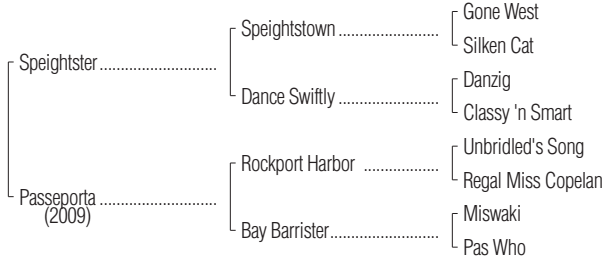 Speightster
Passeporta
(2009)
Speightstown
Dance Swiftly
Rockport Harbor
Bay Barrister
Gone West
Silken Cat
Danzig
Classy 'n Smart
Unbridled's Song
Regal Miss Copelan
Miswaki
Pas Who